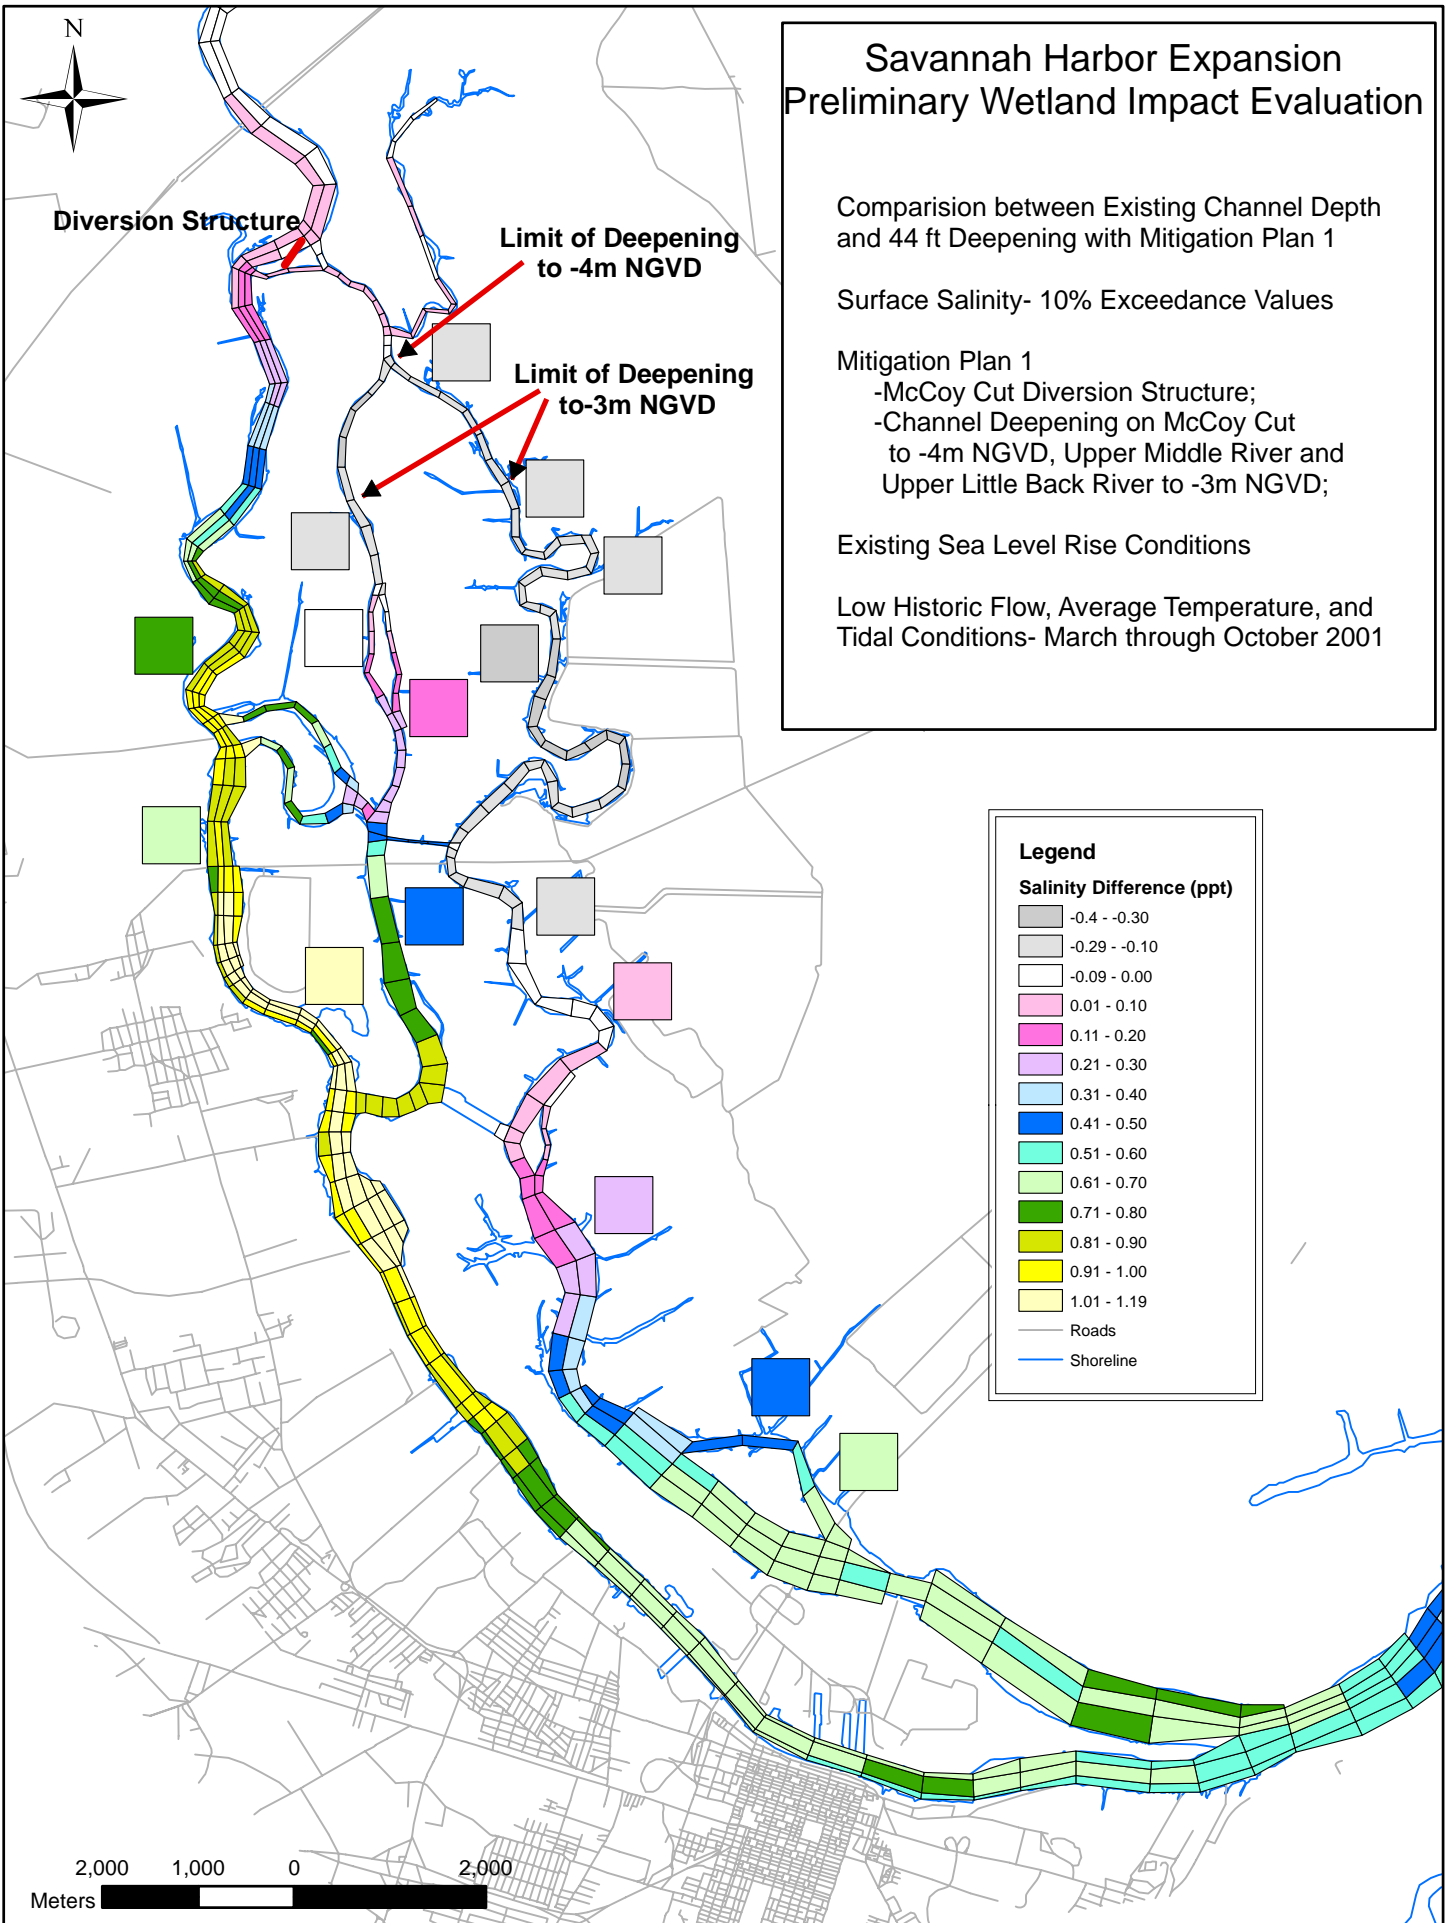 N
Savannah Harbor Expansion
Preliminary Wetland Impact Evaluation
Comparision between Existing Channel Depth
and 44 ft Deepening with Mitigation Plan 1
Surface Salinity- 10% Exceedance Values
Mitigation Plan 1
-McCoy Cut Diversion Structure;
-Channel Deepening on McCoy Cut
to -4m NGVD, Upper Middle River and
Upper Little Back River to -3m NGVD;
Existing Sea Level Rise Conditions
Low Historic Flow, Average Temperature, and
Tidal Conditions- March through October 2001
Diversion Structure
Limit of Deepening
to -4m NGVD
Limit of Deepening
to-3m NGVD
Legend
Salinity Difference (ppt)
-0.4 - -0.30
-0.29 - -0.10
-0.09 - 0.00
0.01 - 0.10
0.11 - 0.20
0.21 - 0.30
0.31 - 0.40
0.41 - 0.50
0.51 - 0.60
0.61 - 0.70
0.71 - 0.80
0.81 - 0.90
0.91 - 1.00
1.01 - 1.19
Roads
Shoreline
2,000 1,000 0 2,000
Meters